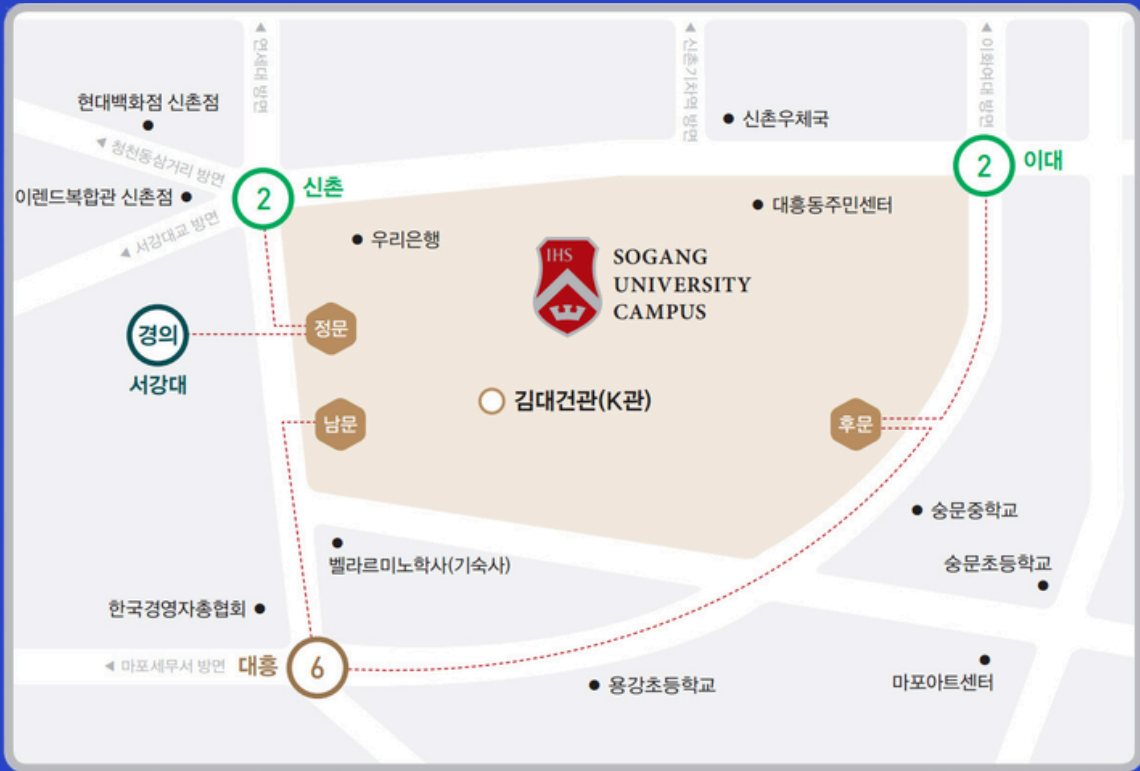 ◀ 연세대 방면
◀ 신촌기차역 방면
◀ 이화여대 방면
현대백화점 신촌점
◀ 청천동삼거리 방면
신촌우체국
2 신촌
2 이대
이렌드복합관 신촌점
◀ 서강대교 방면
대흥동주민센터
우리은행
IHS
SOGANG
UNIVERSITY
CAMPUS
경의
서강대
정문
김대건관(K관)
남문
후문
숭문중학교
벨라르미노학사(기숙사)
숭문초등학교
한국경영자총협회
◀ 마포세무서 방면
대흥 6
용강초등학교
마포아트센터